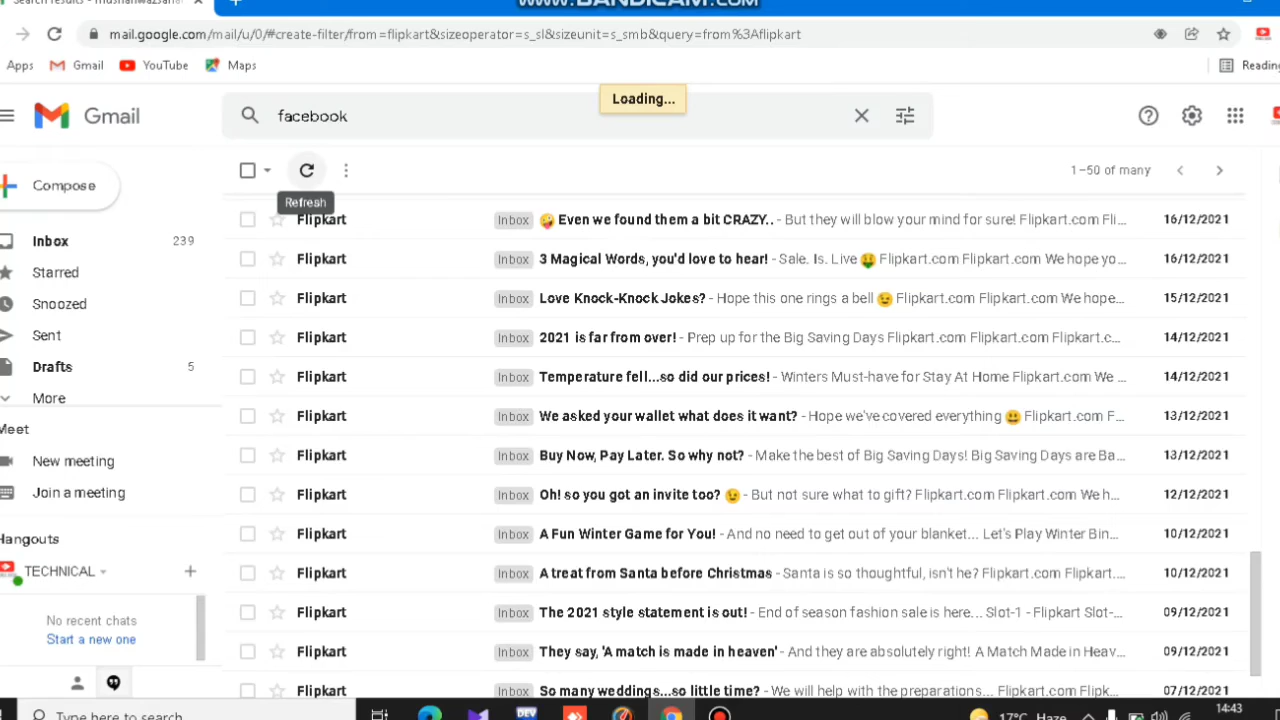 www.BANDICAM.COM
mail.google.com/mail/u/0/#create-filter/from=flipkart&sizeoperator=s_sl&sizeunit=s_smb&query=from%3Aflipkart
Apps Gmail YouTube Maps Reading
Loading...
Gmail facebook
1-50 of many
Compose
Refresh
Inbox 239
Starred
Snoozed
Sent
Drafts 5
More
Meet
New meeting
Join a meeting
Hangouts
TECHNICAL
No recent chats
Start a new one
Flipkart Inbox 🤪 Even we found them a bit CRAZY.. - But they will blow your mind for sure! Flipkart.com Fli... 16/12/2021
Flipkart Inbox 3 Magical Words, you'd love to hear! - Sale. Is. Live 🤑 Flipkart.com Flipkart.com We hope yo... 16/12/2021
Flipkart Inbox Love Knock-Knock Jokes? - Hope this one rings a bell 😉 Flipkart.com Flipkart.com We hope... 15/12/2021
Flipkart Inbox 2021 is far from over! - Prep up for the Big Saving Days Flipkart.com Flipkart.com Flipkart.c... 14/12/2021
Flipkart Inbox Temperature fell...so did our prices! - Winters Must-have for Stay At Home Flipkart.com We ... 14/12/2021
Flipkart Inbox We asked your wallet what does it want? - Hope we've covered everything 😃 Flipkart.com F... 13/12/2021
Flipkart Inbox Buy Now, Pay Later. So why not? - Make the best of Big Saving Days! Big Saving Days are Ba... 13/12/2021
Flipkart Inbox Oh! so you got an invite too? 😉 - But not sure what to gift? Flipkart.com Flipkart.com We h... 12/12/2021
Flipkart Inbox A Fun Winter Game for You! - And no need to get out of your blanket... Let's Play Winter Bin... 10/12/2021
Flipkart Inbox A treat from Santa before Christmas - Santa is so thoughtful, isn't he? Flipkart.com Flipkart.... 10/12/2021
Flipkart Inbox The 2021 style statement is out! - End of season fashion sale is here... Slot-1 - Flipkart Slot-... 09/12/2021
Flipkart Inbox They say, 'A match is made in heaven' - And they are absolutely right! A Match Made in Heav... 09/12/2021
Flipkart Inbox So many weddings...so little time? - We will help with the preparations... Flipkart.com Flipk... 07/12/2021
Type here to search DEV 17°C Haze 14:43